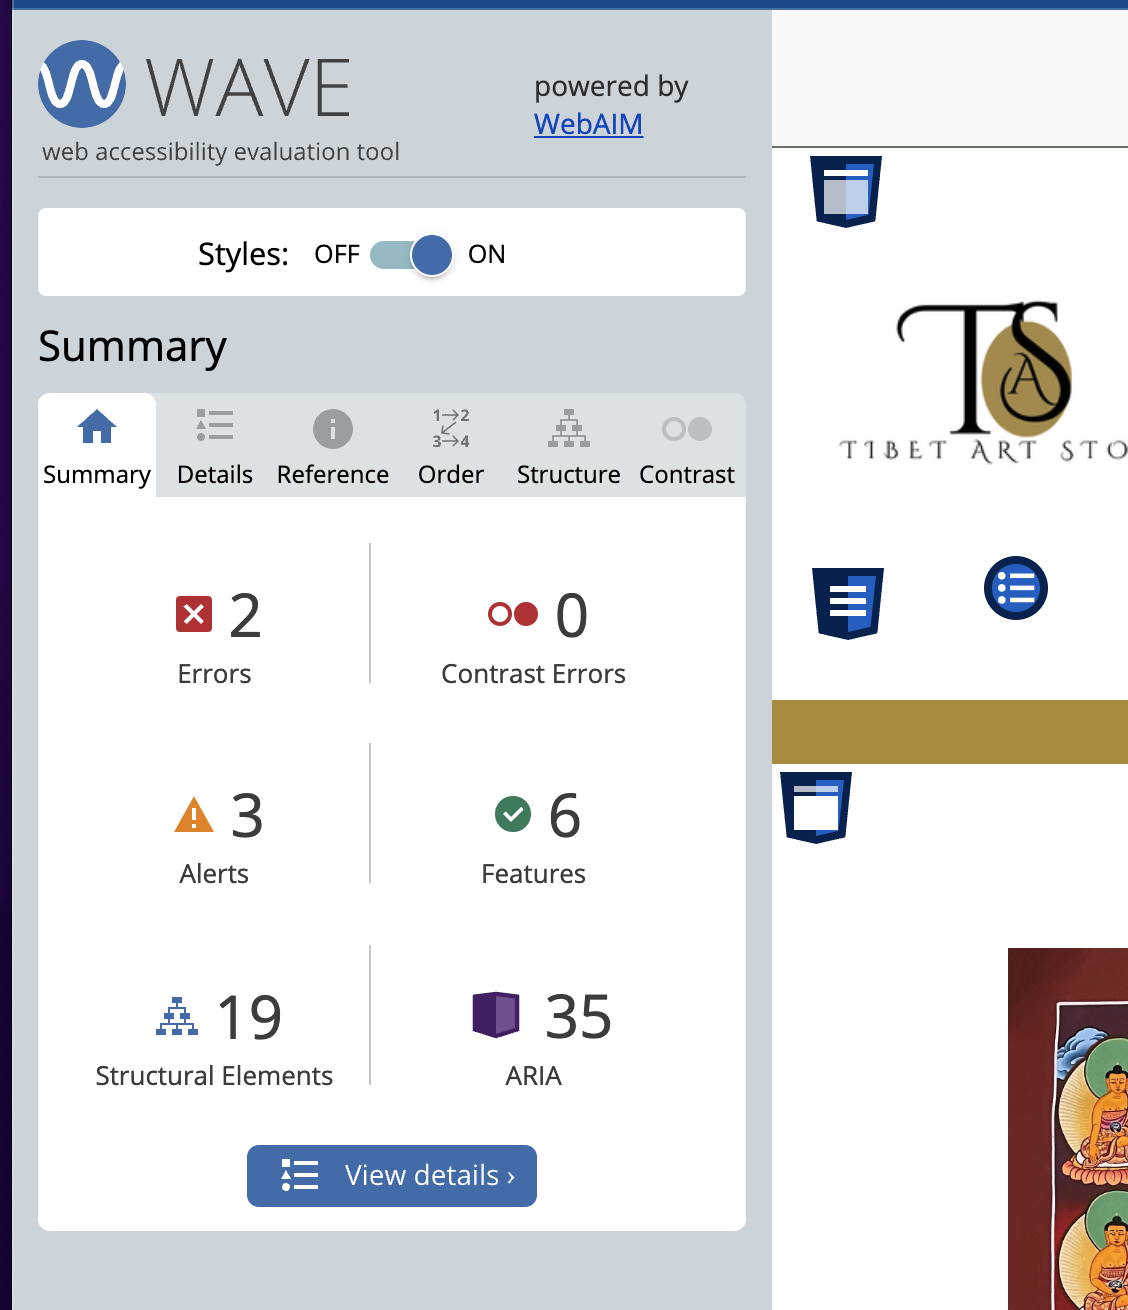 WAVE
powered by
WebAIM
web accessibility evaluation tool
Styles: OFF ON
Summary
1→2
3→4
Summary Details Reference Order Structure Contrast
2 0
Errors Contrast Errors
3 6
Alerts Features
19 35
Structural Elements ARIA
View details ›
TAS
TIBET ART STO